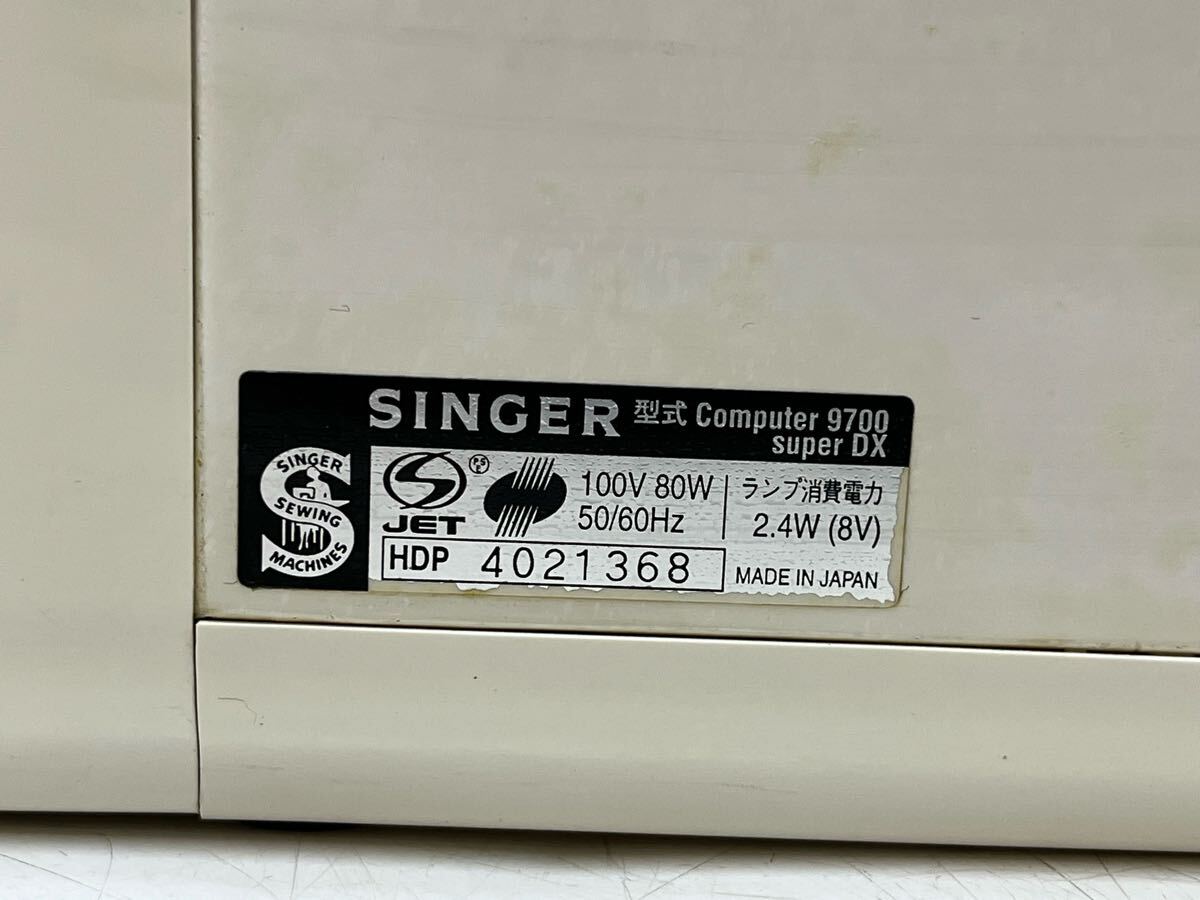 SINGER 型式 Computer 9700
super DX
SINGER
SEWING
MACHINES
S
JET
PSE
100V 80W
50/60Hz
ランプ消費電力
2.4W (8V)
HDP 4021368
MADE IN JAPAN